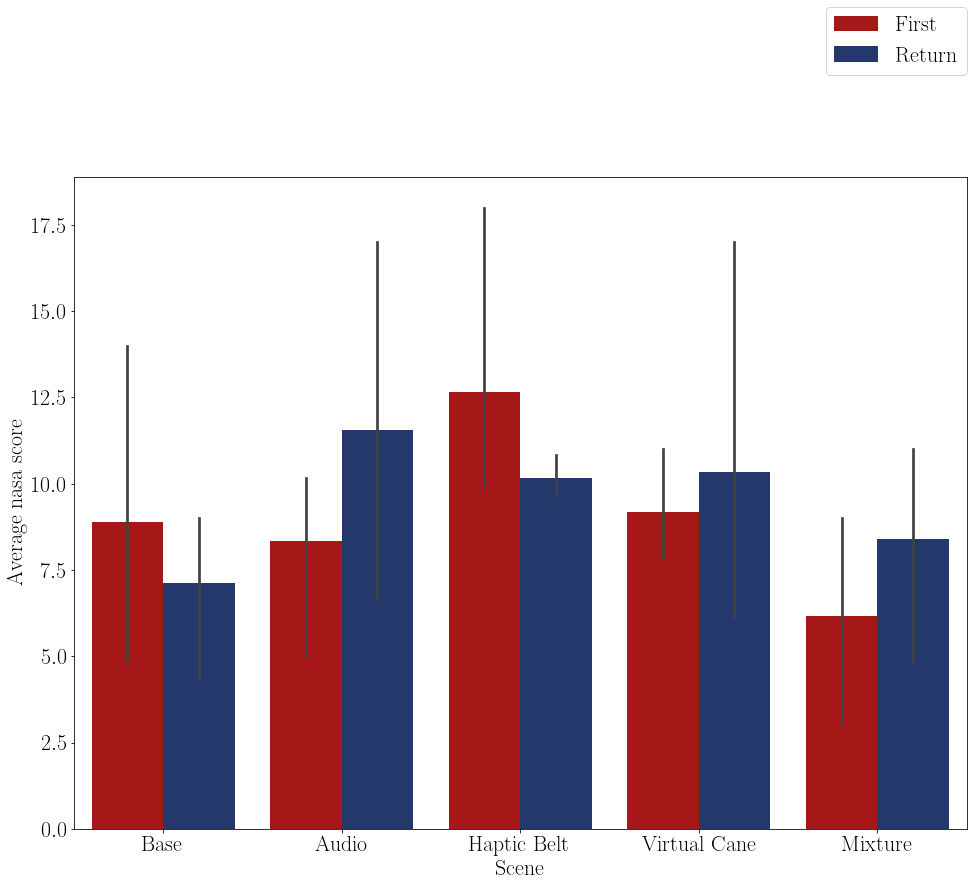 First
Return
17.5
15.0
12.5
10.0
7.5
5.0
2.5
0.0
Average nasa score
Base
Audio
Haptic Belt
Virtual Cane
Mixture
Scene